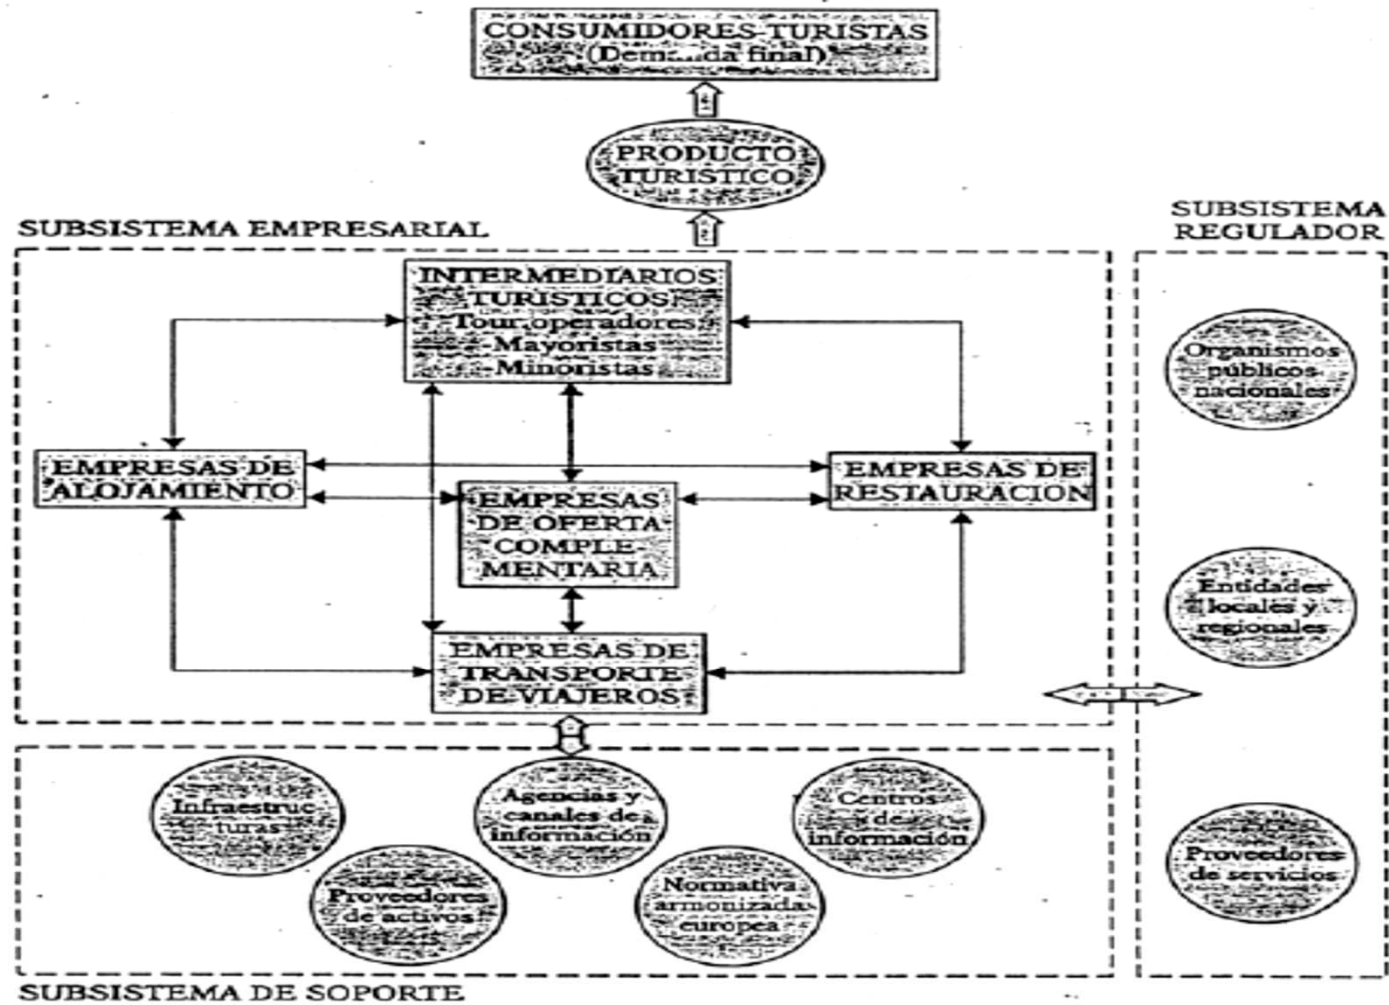 CONSUMIDORES-TURISTAS
(Demanda final)
PRODUCTO
TURISTICO
SUBSISTEMA EMPRESARIAL
SUBSISTEMA
REGULADOR
INTERMEDIARIOS
TURISTICOS
Tour operadores
-Mayoristas
-Minoristas
EMPRESAS DE
ALOJAMIENTO
EMPRESAS DE
RESTAURACION
EMPRESAS
DE OFERTA
COMPLE-
MENTARIA
EMPRESAS DE
TRANSPORTE
DE VIAJEROS
Organismos
públicos
nacionales
Entidades
locales y
regionales
Proveedores
de servicios
Infraestruc-
turas
Agencias y
canales de
información
Centros
de
información
Proveedores
de activos
Normativa
armonizada
europea
SUBSISTEMA DE SOPORTE